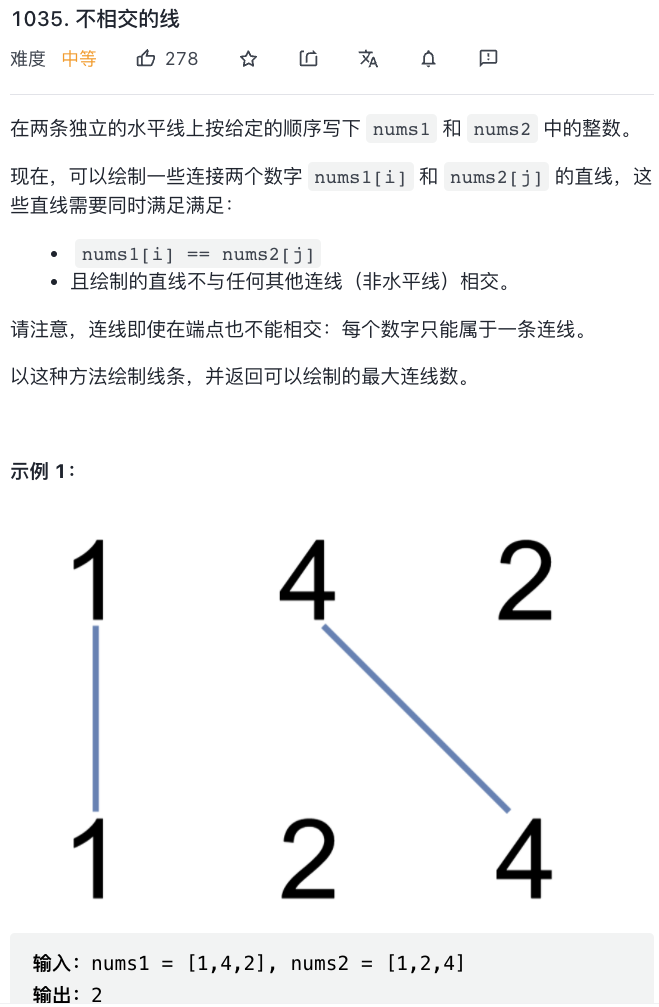 1035. 不相交的线
难度 中等 278
在两条独立的水平线上按给定的顺序写下 nums1 和 nums2 中的整数。
现在，可以绘制一些连接两个数字 nums1[i] 和 nums2[j] 的直线，这
些直线需要同时满足满足：
nums1[i] == nums2[j]
且绘制的直线不与任何其他连线（非水平线）相交。
请注意，连线即使在端点也不能相交：每个数字只能属于一条连线。
以这种方法绘制线条，并返回可以绘制的最大连线数。
示例 1：
1 4 2
1 2 4
输入：nums1 = [1,4,2], nums2 = [1,2,4]
输出：2